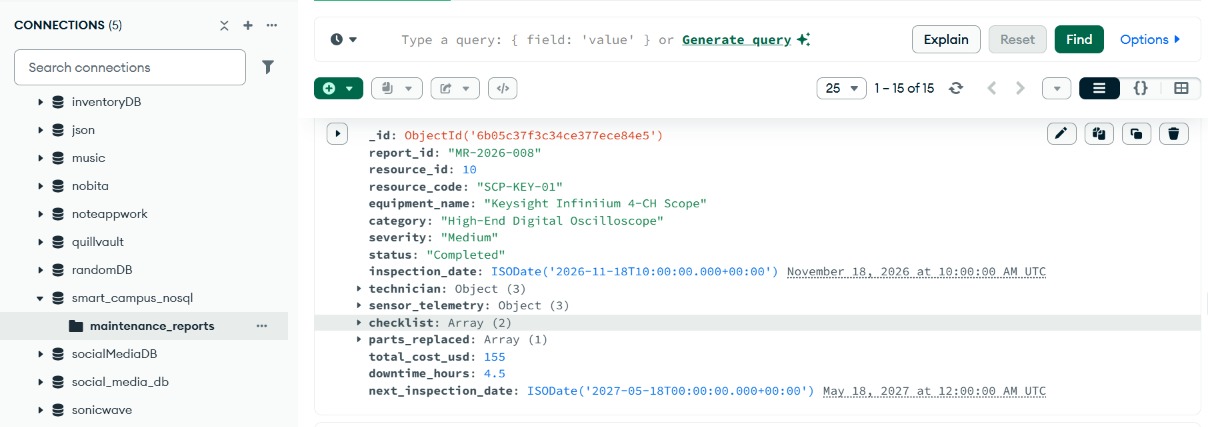 CONNECTIONS (5)
Search connections
inventoryDB
json
music
nobita
noteappwork
quillvault
randomDB
smart_campus_nosql
maintenance_reports
socialMediaDB
social_media_db
sonicwave
Type a query: { field: 'value' } or Generate query
Explain
Reset
Find
Options
25
1 – 15 of 15
_id: ObjectId('6b05c37f3c34ce377ece84e5')
report_id: "MR-2026-008"
resource_id: 10
resource_code: "SCP-KEY-01"
equipment_name: "Keysight Infiniium 4-CH Scope"
category: "High-End Digital Oscilloscope"
severity: "Medium"
status: "Completed"
inspection_date: ISODate('2026-11-18T10:00:00.000+00:00') November 18, 2026 at 10:00:00 AM UTC
technician: Object (3)
sensor_telemetry: Object (3)
checklist: Array (2)
parts_replaced: Array (1)
total_cost_usd: 155
downtime_hours: 4.5
next_inspection_date: ISODate('2027-05-18T00:00:00.000+00:00') May 18, 2027 at 12:00:00 AM UTC